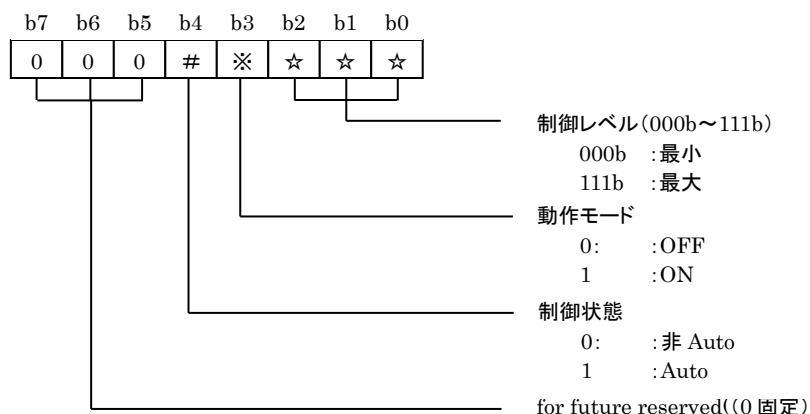 b7 b6 b5 b4 b3 b2 b1 b0
0 0 0 # ※ ☆ ☆ ☆
制御レベル(000b～111b)
000b :最小
111b :最大
動作モード
0: :OFF
1 :ON
制御状態
0: :非 Auto
1 :Auto
for future reserved((0 固定)